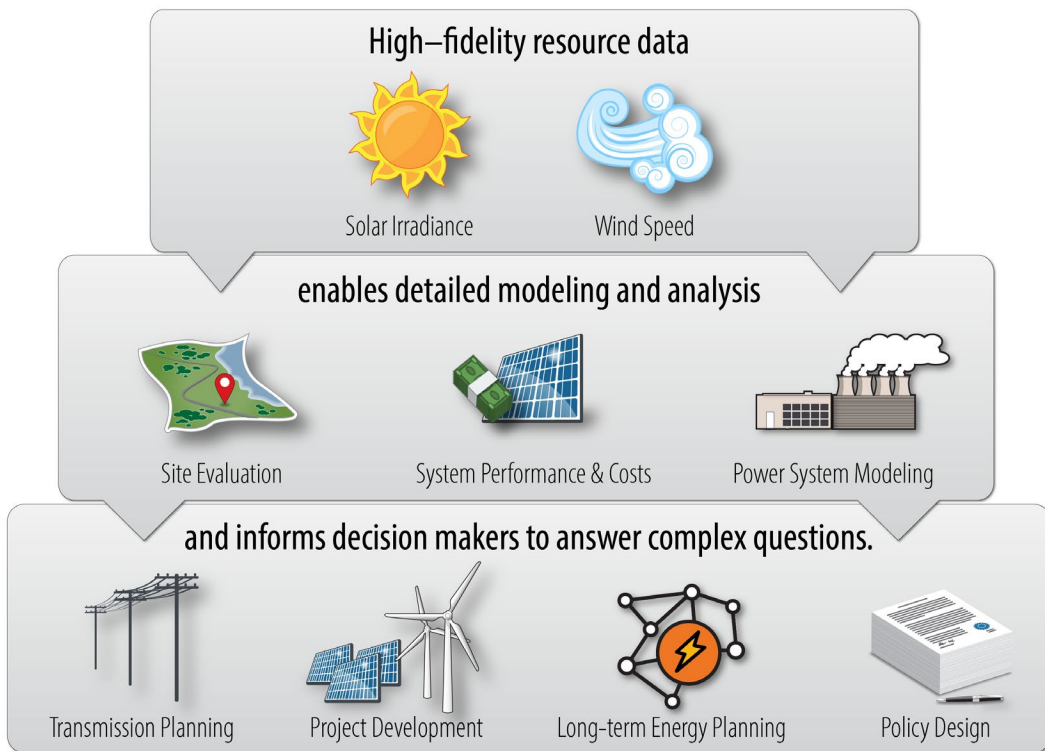 High–fidelity resource data
Solar Irradiance
Wind Speed
enables detailed modeling and analysis
Site Evaluation
System Performance & Costs
Power System Modeling
and informs decision makers to answer complex questions.
Transmission Planning
Project Development
Long-term Energy Planning
Policy Design